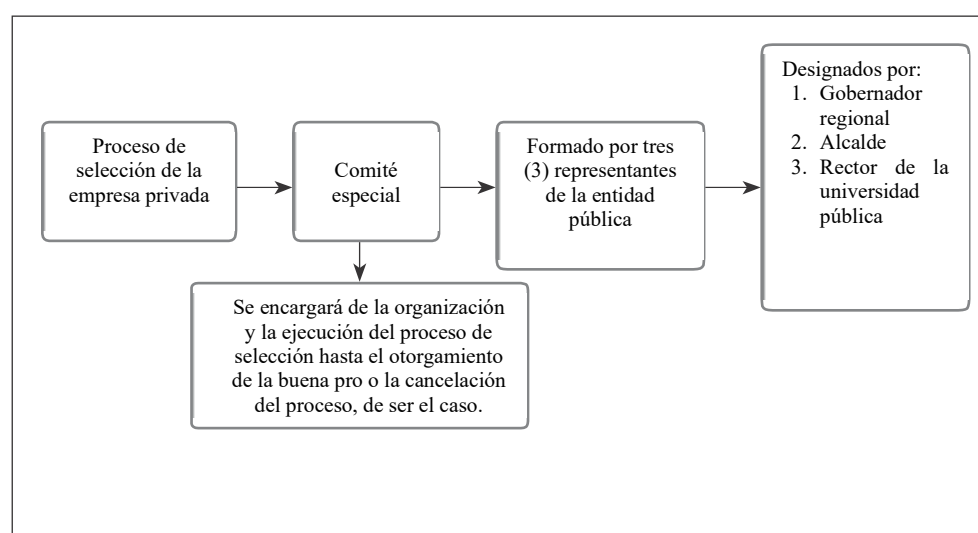 Proceso de
selección de la
empresa privada
Comité
especial
Formado por tres
(3) representantes
de la entidad
pública
Designados por:
1. Gobernador
regional
2. Alcalde
3. Rector de la
universidad
pública
Se encargará de la organización
y la ejecución del proceso de
selección hasta el otorgamiento
de la buena pro o la cancelación
del proceso, de ser el caso.